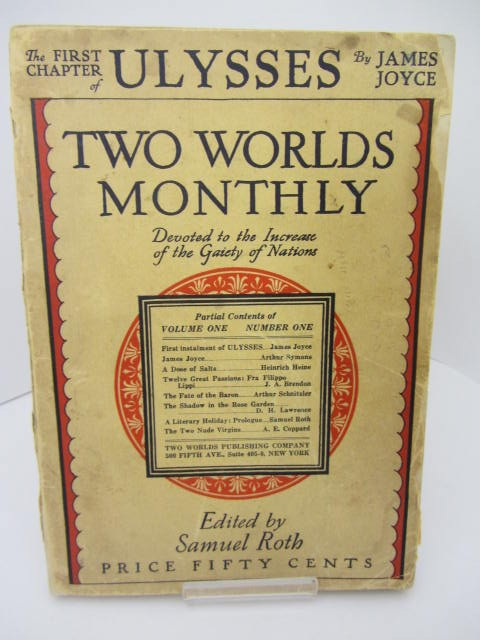 The FIRST CHAPTER of ULYSSES By JAMES JOYCE
TWO WORLDS
MONTHLY
Devoted to the Increase
of the Gaiety of Nations
Partial Contents of
VOLUME ONE NUMBER ONE
First instalment of ULYSSES James Joyce
James Joyce Arthur Symons
A Dose of Salts Heinrich Heine
Twelve Great Passions: Fra Filippo
Lippi J. A. Brendon
The Fate of the Baron Arthur Schnitzler
The Shadow in the Rose Garden
D. H. Lawrence
A Literary Holiday: Prologue Samuel Roth
The Two Nude Virgins A. E. Coppard
TWO WORLDS PUBLISHING COMPANY
500 FIFTH AVE., Suite 405-8, NEW YORK
Edited by
Samuel Roth
PRICE FIFTY CENTS